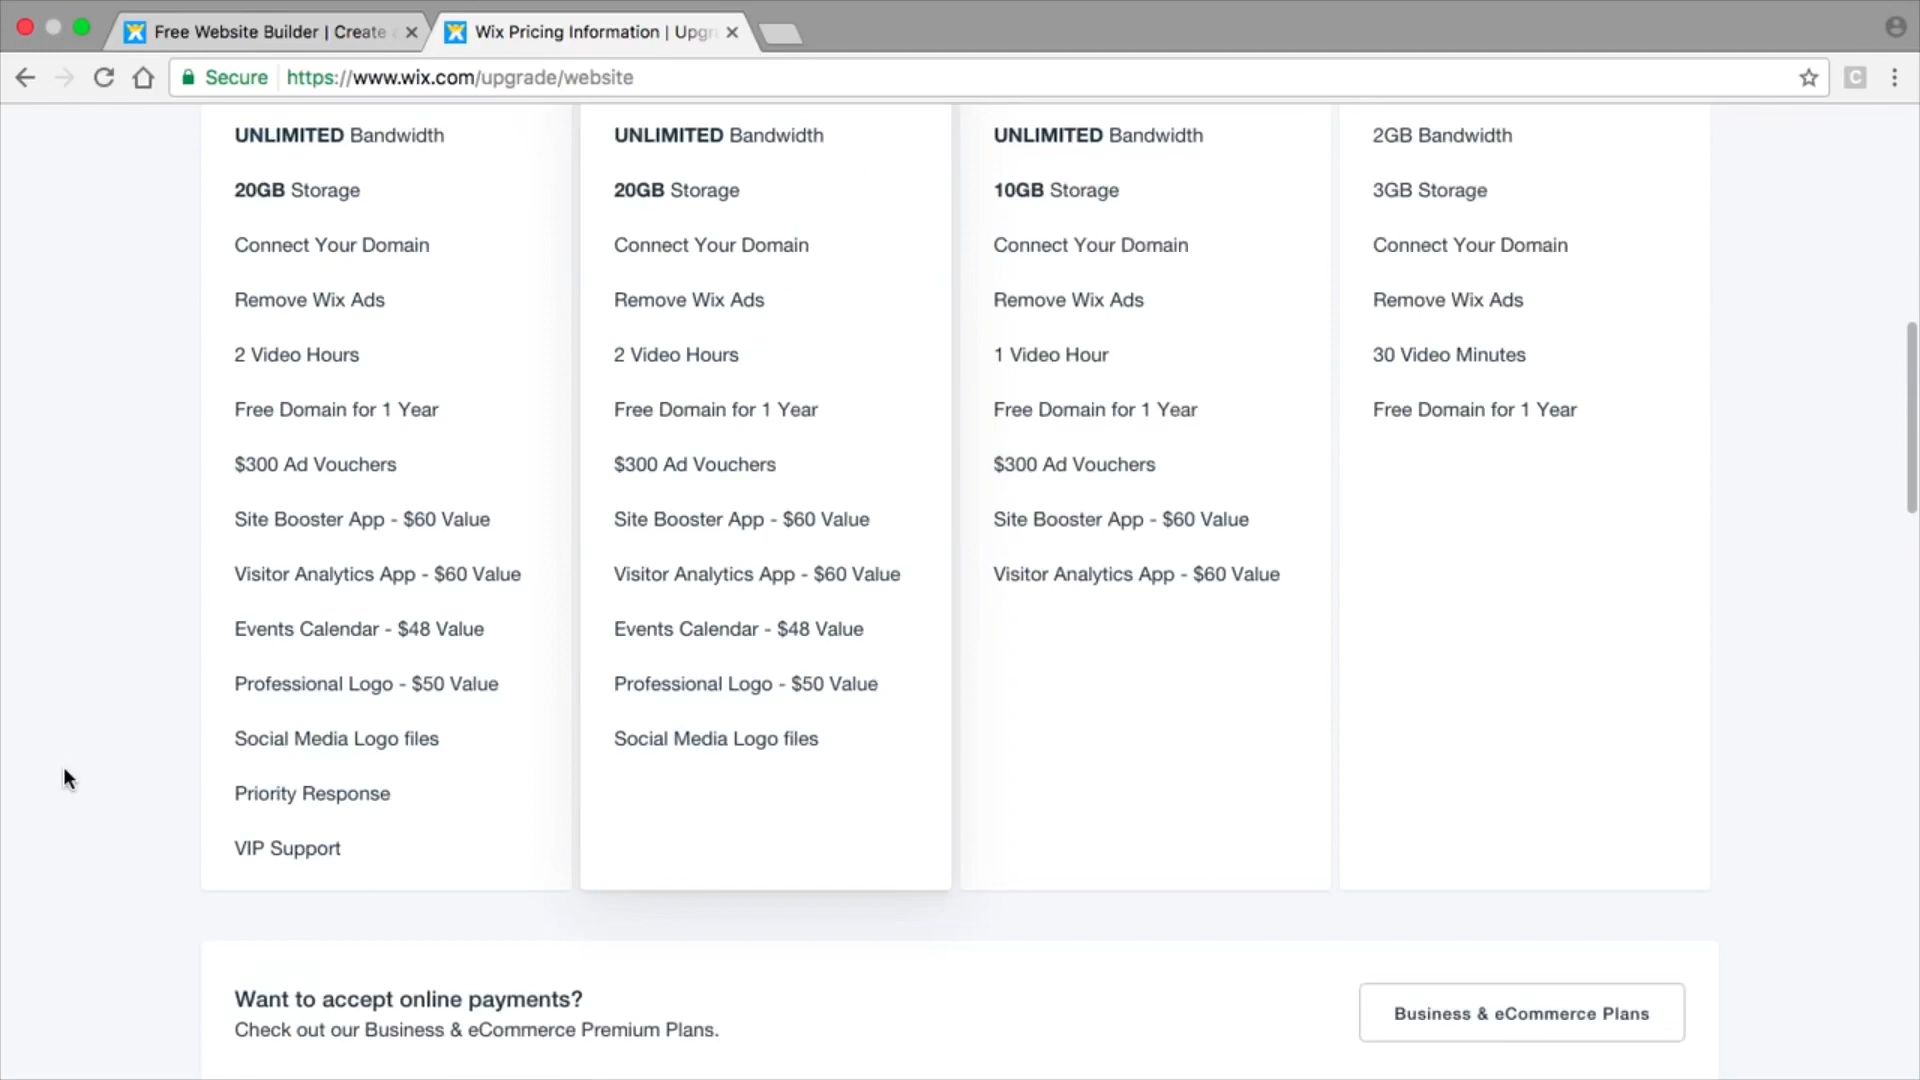 Free Website Builder | Create
Wix Pricing Information | Upgr
Secure
https://www.wix.com/upgrade/website
C
UNLIMITED Bandwidth
20GB Storage
Connect Your Domain
Remove Wix Ads
2 Video Hours
Free Domain for 1 Year
$300 Ad Vouchers
Site Booster App - $60 Value
Visitor Analytics App - $60 Value
Events Calendar - $48 Value
Professional Logo - $50 Value
Social Media Logo files
Priority Response
VIP Support
UNLIMITED Bandwidth
20GB Storage
Connect Your Domain
Remove Wix Ads
2 Video Hours
Free Domain for 1 Year
$300 Ad Vouchers
Site Booster App - $60 Value
Visitor Analytics App - $60 Value
Events Calendar - $48 Value
Professional Logo - $50 Value
Social Media Logo files
UNLIMITED Bandwidth
10GB Storage
Connect Your Domain
Remove Wix Ads
1 Video Hour
Free Domain for 1 Year
$300 Ad Vouchers
Site Booster App - $60 Value
Visitor Analytics App - $60 Value
2GB Bandwidth
3GB Storage
Connect Your Domain
Remove Wix Ads
30 Video Minutes
Free Domain for 1 Year
Want to accept online payments?
Check out our Business & eCommerce Premium Plans.
Business & eCommerce Plans